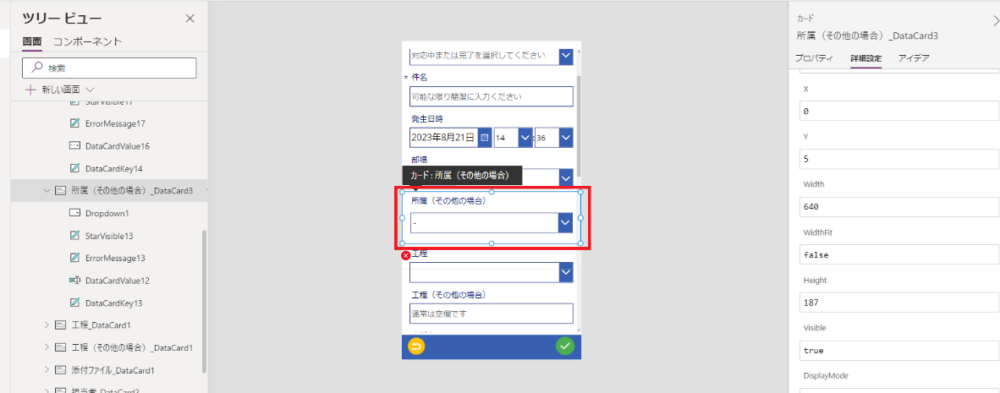 ツリー ビュー
画面 コンポーネント
検索
新しい画面
StarVisible17
ErrorMessage17
DataCardValue16
DataCardKey14
所属（その他の場合）_DataCard3
Dropdown1
StarVisible13
ErrorMessage13
DataCardValue12
DataCardKey13
工程_DataCard1
工程（その他の場合）_DataCard1
添付ファイル_DataCard1
担当者_DataCard2
対応中または完了を選択してください
* 件名
可能な限り簡潔に入力ください
発生日時
2023年8月21日 14 : 36
部場
カード : 所属（その他の場合）
所属（その他の場合）
-
工程
工程（その他の場合）
通常は空欄です
カード
所属（その他の場合）_DataCard3
プロパティ 詳細設定 アイデア
X
0
Y
5
Width
640
WidthFit
false
Height
187
Visible
true
DisplayMode